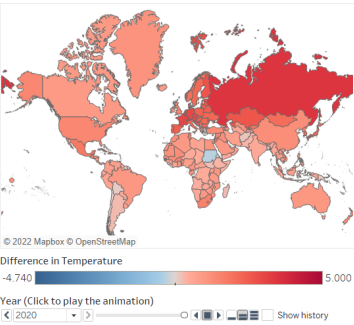 © 2022 Mapbox © OpenStreetMap
Difference in Temperature
-4.740 5.000
Year (Click to play the animation)
2020 Show history